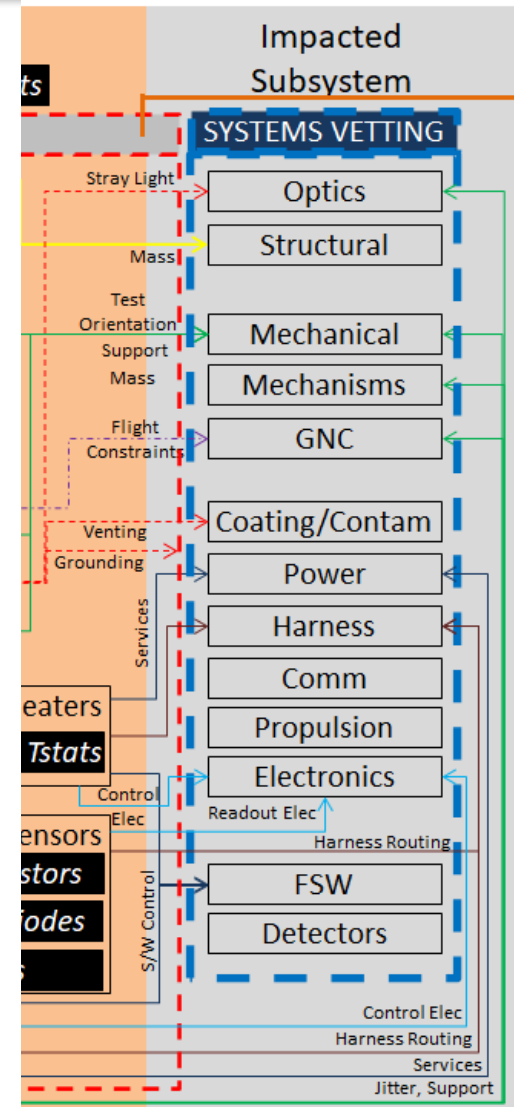 Impacted
Subsystem
ts
SYSTEMS VETTING
Stray Light
Optics
Structural
Mass
Test
Orientation
Support
Mass
Mechanical
Mechanisms
Flight
Constraints
GNC
Coating/Contam
Venting
Grounding
Power
Services
Harness
Comm
eaters
Propulsion
Tstats
Electronics
Control
Elec
Readout Elec
ensors
Harness Routing
stors
FSW
S/W Control
iodes
Detectors
s
Control Elec
Harness Routing
Services
Jitter, Support